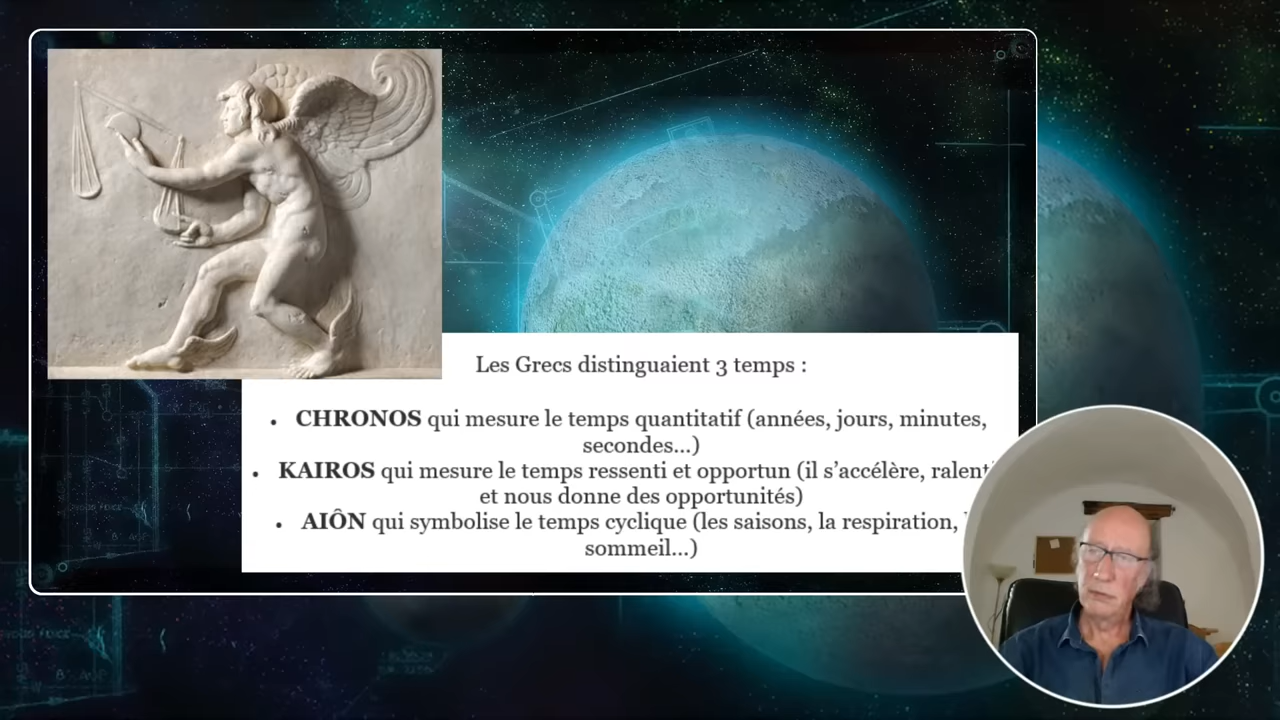 Les Grecs distinguaient 3 temps :
• CHRONOS qui mesure le temps quantitatif (années, jours, minutes,
secondes...)
• KAIROS qui mesure le temps ressenti et opportun (il s’accélère,
et nous donne des opportunités)
• AIÔN qui symbolise le temps cyclique (les saisons, la respiration,
sommeil...)